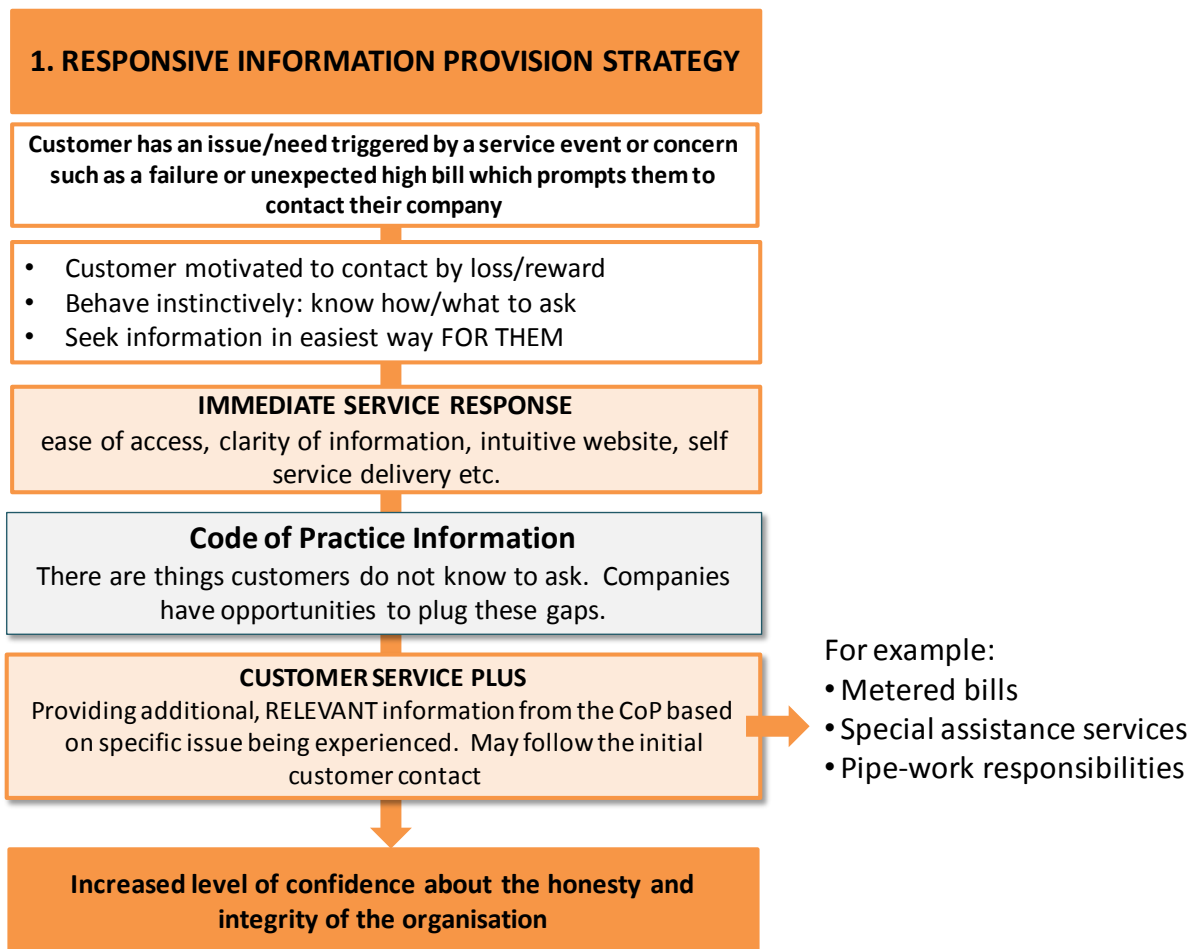 1. RESPONSIVE INFORMATION PROVISION STRATEGY
Customer has an issue/need triggered by a service event or concern
such as a failure or unexpected high bill which prompts them to
contact their company
• Customer motivated to contact by loss/reward
• Behave instinctively: know how/what to ask
• Seek information in easiest way FOR THEM
IMMEDIATE SERVICE RESPONSE
ease of access, clarity of information, intuitive website, self
service delivery etc.
Code of Practice Information
There are things customers do not know to ask. Companies
have opportunities to plug these gaps.
CUSTOMER SERVICE PLUS
Providing additional, RELEVANT information from the CoP based
on specific issue being experienced. May follow the initial
customer contact
For example:
• Metered bills
• Special assistance services
• Pipe-work responsibilities
Increased level of confidence about the honesty and
integrity of the organisation